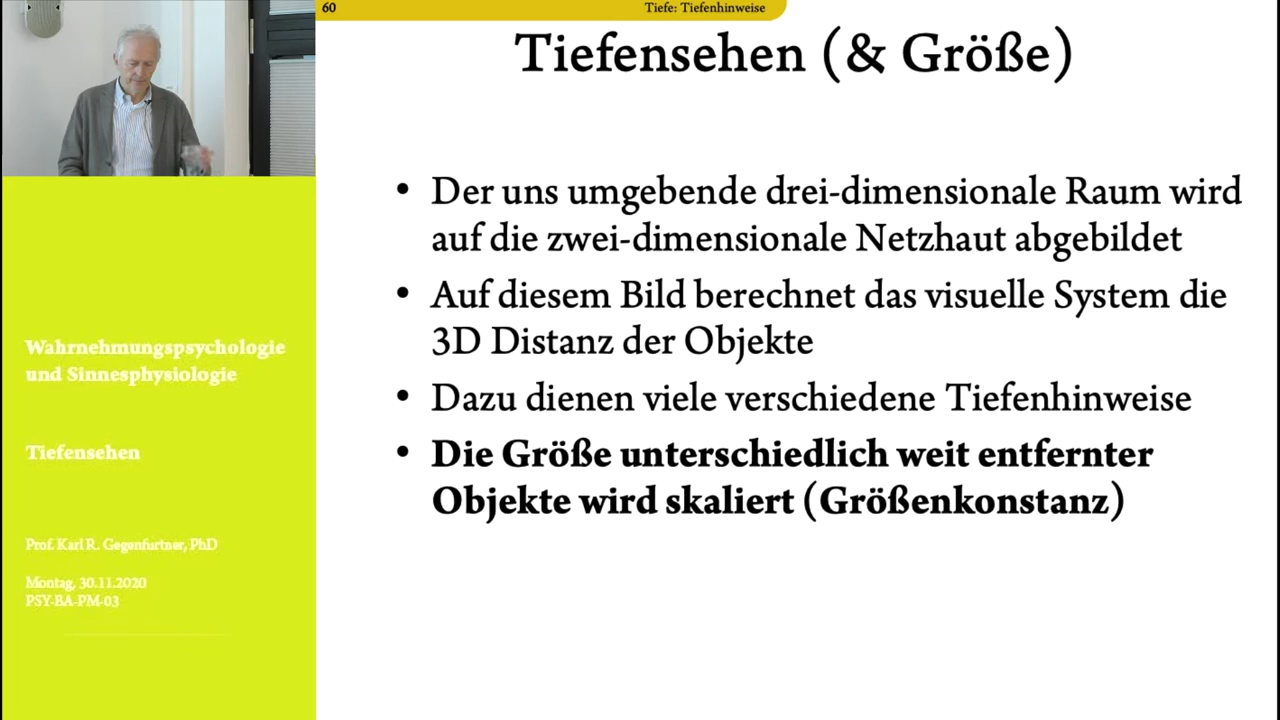 60
Tiefe: Tiefenhinweise
Tiefensehen (& Größe)
• Der uns umgebende drei-dimensionale Raum wird
auf die zwei-dimensionale Netzhaut abgebildet
• Auf diesem Bild berechnet das visuelle System die
3D Distanz der Objekte
• Dazu dienen viele verschiedene Tiefenhinweise
• Die Größe unterschiedlich weit entfernter
Objekte wird skaliert (Größenkonstanz)
Wahrnehmungspsychologie
und Sinnesphysiologie
Tiefensehen
Prof. Karl R. Gegenfurtner, PhD
Montag, 30.11.2020
PSY-BA-PM-03